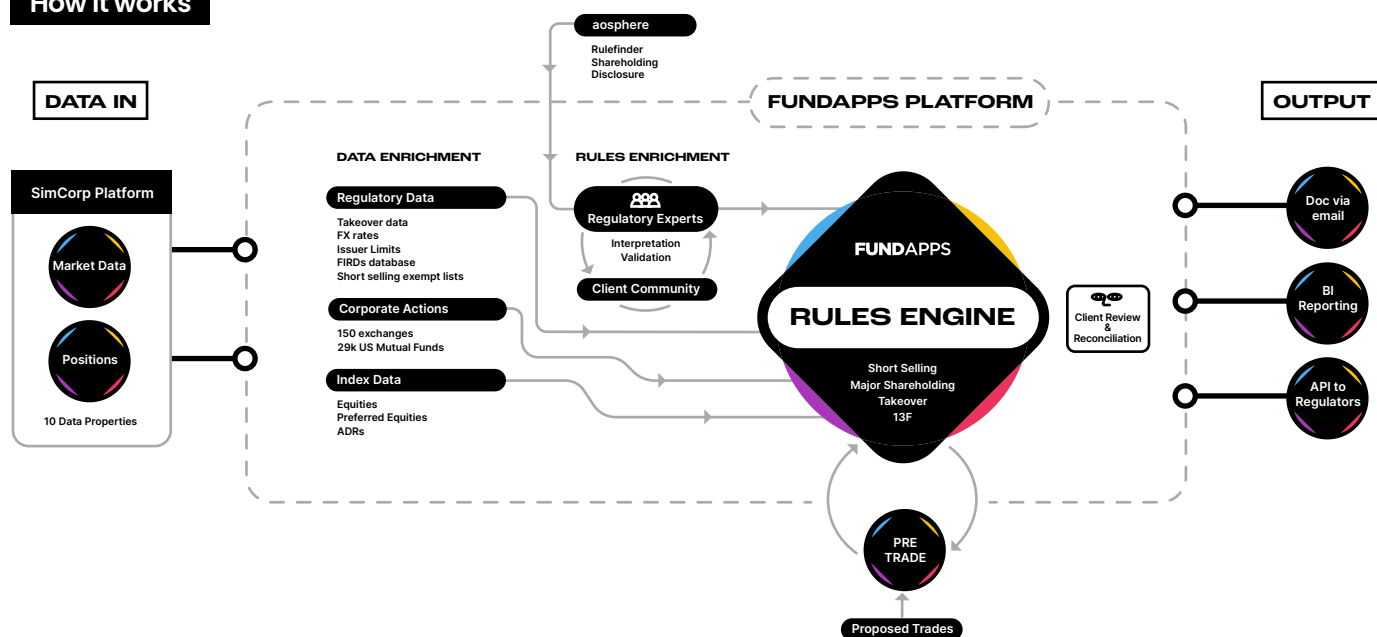 How it works
aosphere
Rulefinder
Shareholding
Disclosure
DATA IN
FUNDAPPS PLATFORM
OUTPUT
SimCorp Platform
Market Data
Positions
10 Data Properties
DATA ENRICHMENT
Regulatory Data
Takeover data
FX rates
Issuer Limits
FIRDs database
Short selling exempt lists
Corporate Actions
150 exchanges
29k US Mutual Funds
Index Data
Equities
Preferred Equities
ADRs
RULES ENRICHMENT
Regulatory Experts
Interpretation
Validation
Client Community
FUNDAPPS
RULES ENGINE
Short Selling
Major Shareholding
Takeover
13F
Client Review
&
Reconciliation
Doc via
email
BI
Reporting
API to
Regulators
PRE
TRADE
Proposed Trades